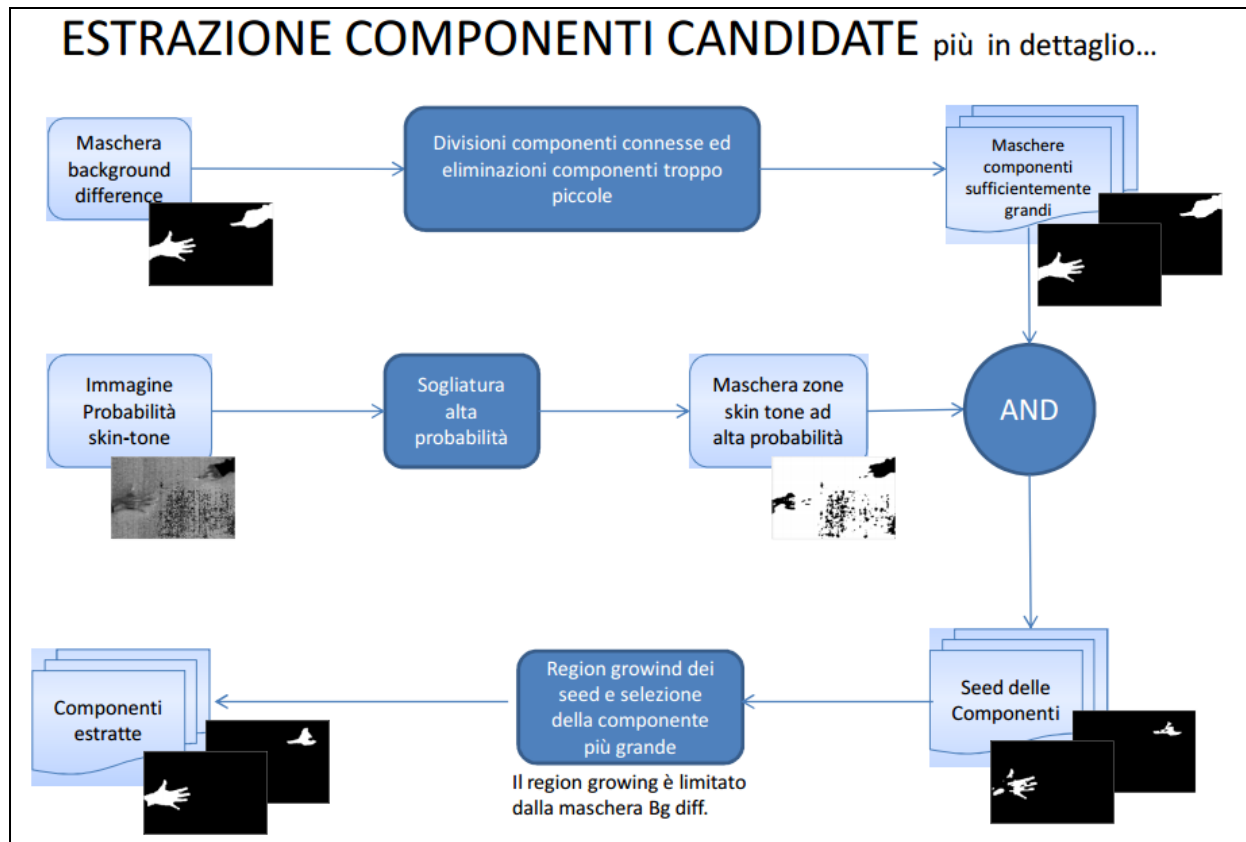 ESTRAZIONE COMPONENTI CANDIDATE più in dettaglio...
Maschera
background
difference
Divisioni componenti connesse ed
eliminazioni componenti troppo
piccole
Maschere
componenti
sufficientemente
grandi
Immagine
Probabilità
skin-tone
Sogliatura
alta
probabilità
Maschera zone
skin tone ad
alta probabilità
AND
Componenti
estratte
Region growind dei
seed e selezione
della componente
più grande
Il region growing è limitato
dalla maschera Bg diff.
Seed delle
Componenti